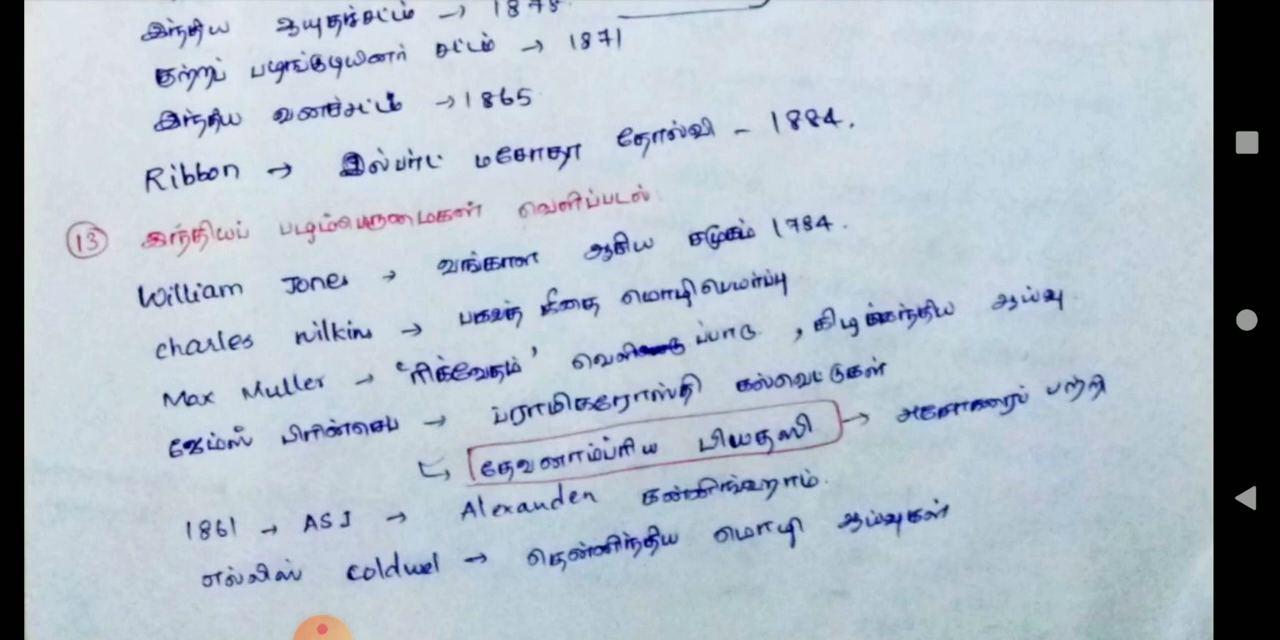 இந்திய ஆயுதச்சட்டம் → 1878
குற்றப் பழங்குடியினர் சட்டம் → 1871
இந்திய வனச்சட்டம் → 1865
Ribbon → இல்பர்ட் மசோதா தோல்வி - 1884.
13 இந்தியப் பழம்பெருமைகள் வெளிப்படல்
William Jones → வங்காள ஆசிய சமூகம் 1784.
charles wilkins → பகவத் கீதை மொழிபெயர்ப்பு
Max Muller → 'ரிக்வேதம்' வெளிப்பாடு , கிழக்கிந்திய ஆய்வு
ஜேம்ஸ் பிரின்செப் → ப்ராமிகரோஸ்தி கல்வெட்டுகள்
↳ தேவனாம்ப்ரிய பியதஸி → அசோகரைப் பற்றி
1861 → ASI → Alexander கன்னிங்ஹாம்.
எல்லிஸ் coldwel → தென்னிந்திய மொழி ஆய்வுகள்